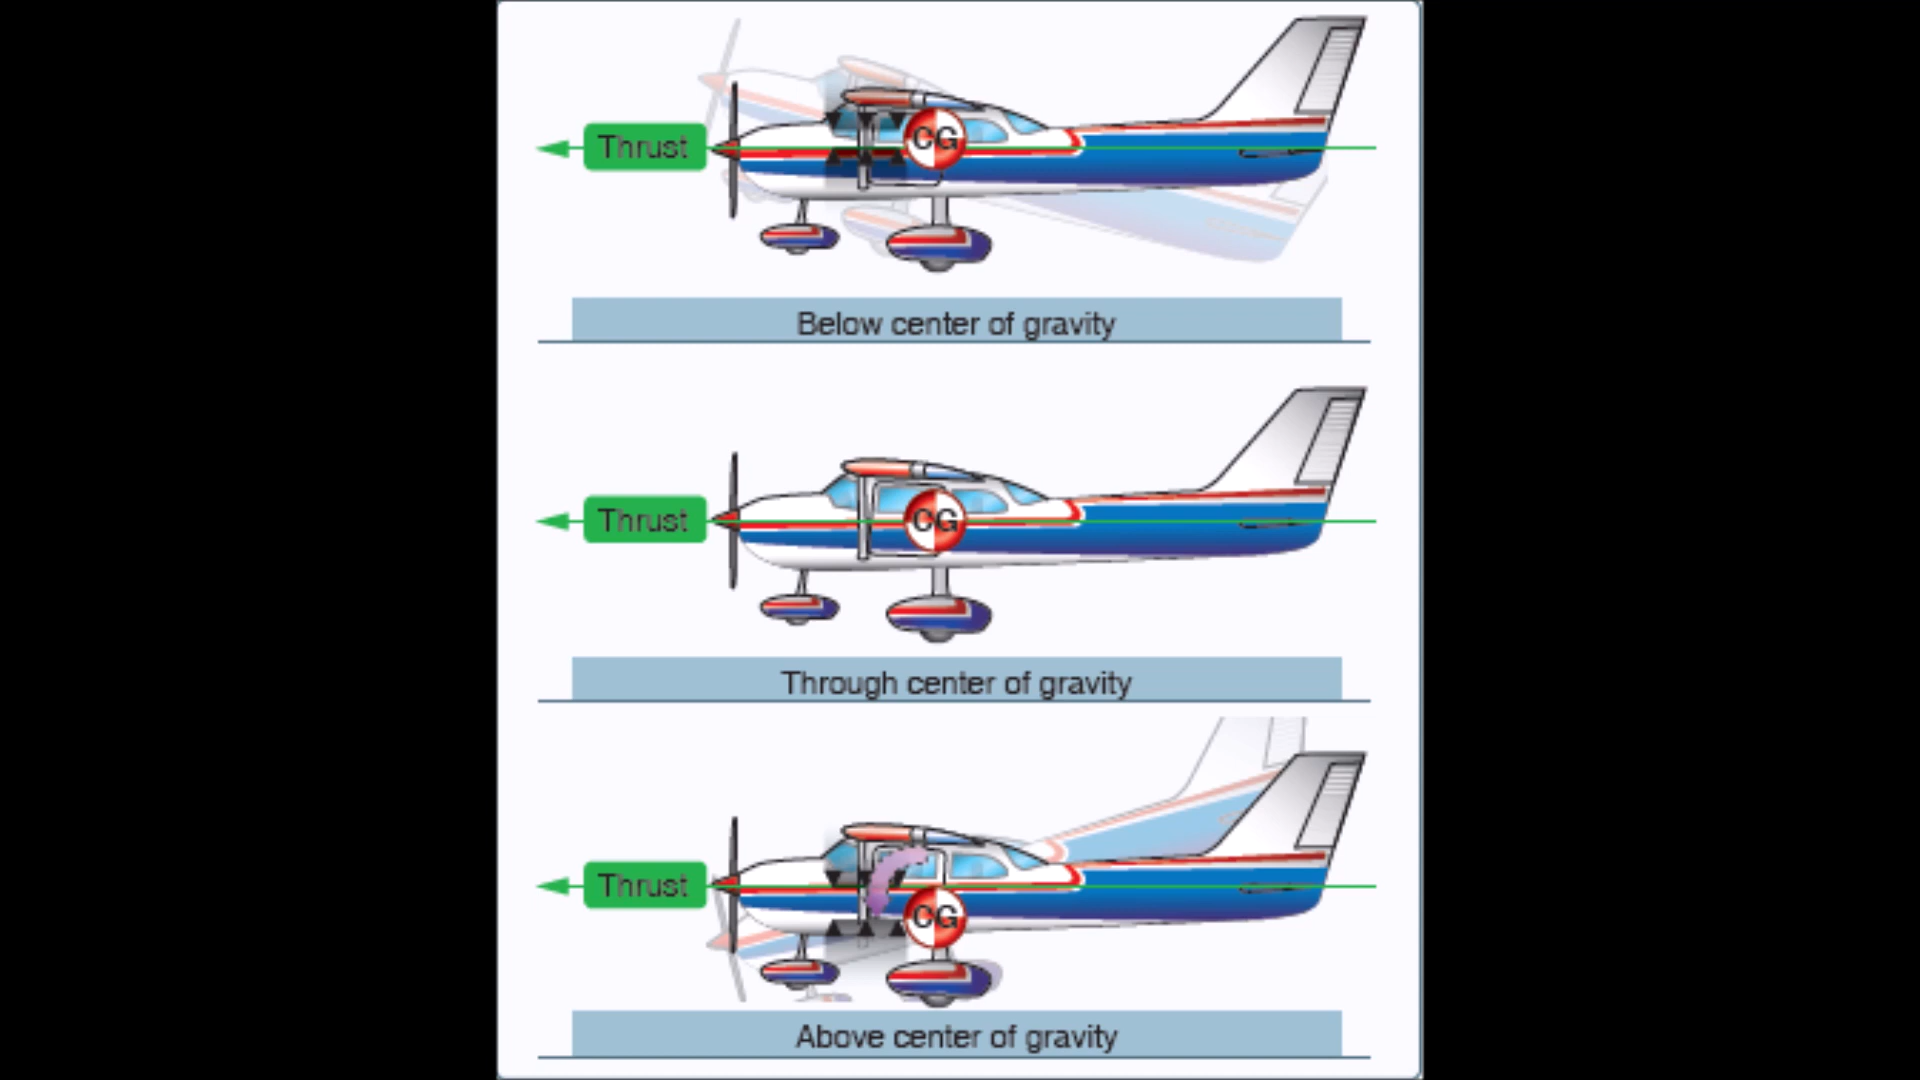 Thrust
CG
Below center of gravity
Thrust
CG
Through center of gravity
Thrust
CG
Above center of gravity